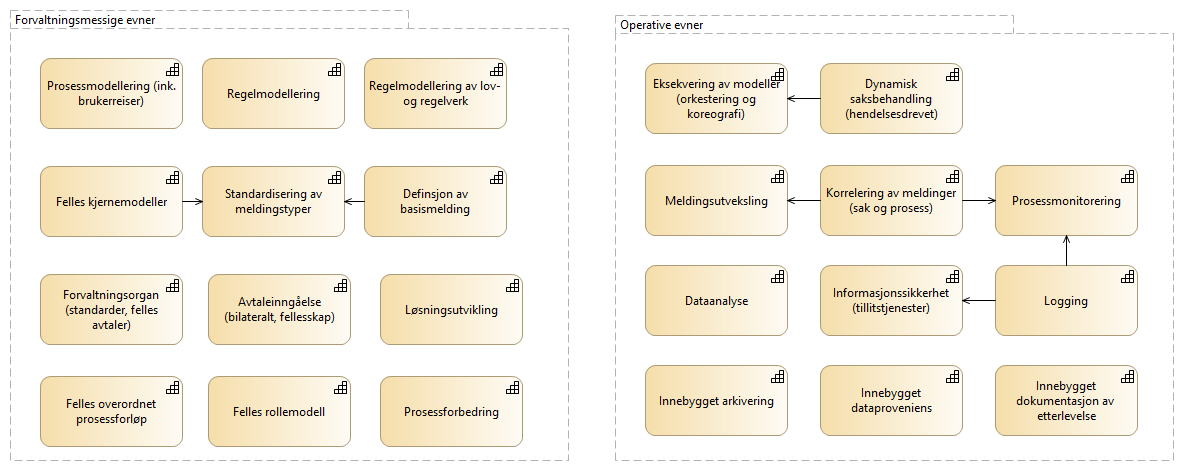 Forvaltningsmessige evner
Prosessmodellering (ink.
brukerreiser)
Regelmodellering
Regelmodellering av lov-
og regelverk
Felles kjernemodeller
Standardisering av
meldingstyper
Definsjon av
basismelding
Forvaltningsorgan
(standarder, felles
avtaler)
Avtaleinngåelse
(bilateralt, fellesskap)
Løsningsutvikling
Felles overordnet
prosessforløp
Felles rollemodell
Prosessforbedring
Operative evner
Eksekvering av modeller
(orkestering og
koreografi)
Dynamisk
saksbehandling
(hendelsesdrevet)
Meldingsutveksling
Korrelering av meldinger
(sak og prosess)
Prosessmonitorering
Dataanalyse
Informasjonssikkerhet
(tillitstjenester)
Logging
Innebygget arkivering
Innebygget
dataproveniens
Innebygget
dokumentasjon av
etterlevelse